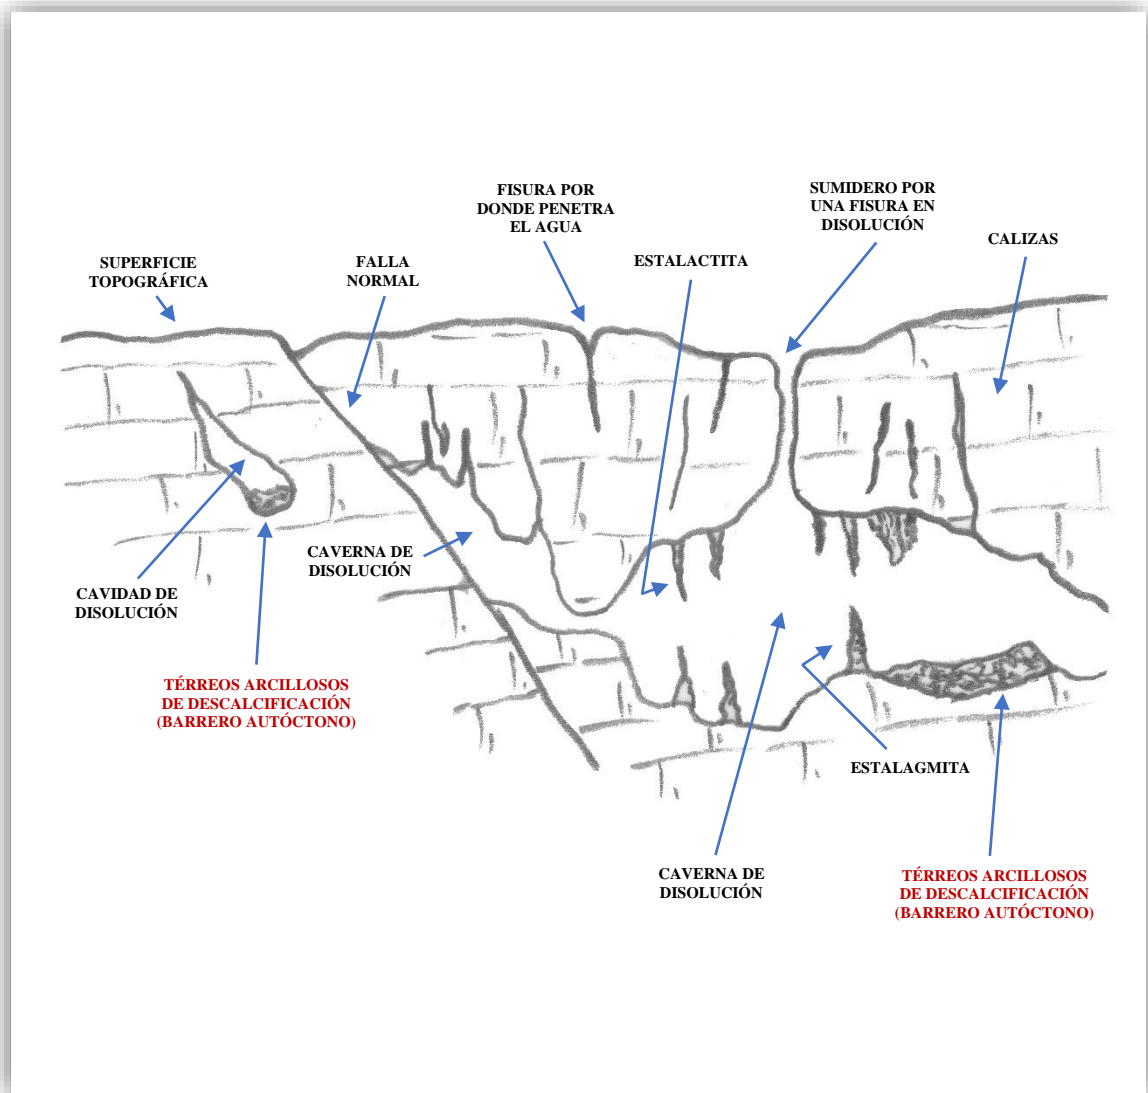 FISURA POR
DONDE PENETRA
EL AGUA
SUMIDERO POR
UNA FISURA EN
DISOLUCIÓN
SUPERFICIE
TOPOGRÁFICA
FALLA
NORMAL
ESTALACTITA
CALIZAS
CAVIDAD DE
DISOLUCIÓN
CAVERNA DE
DISOLUCIÓN
TÉRREOS ARCILLOSOS
DE DESCALCIFICACIÓN
(BARRERO AUTÓCTONO)
ESTALAGMITA
CAVERNA DE
DISOLUCIÓN
TÉRREOS ARCILLOSOS
DE DESCALCIFICACIÓN
(BARRERO AUTÓCTONO)